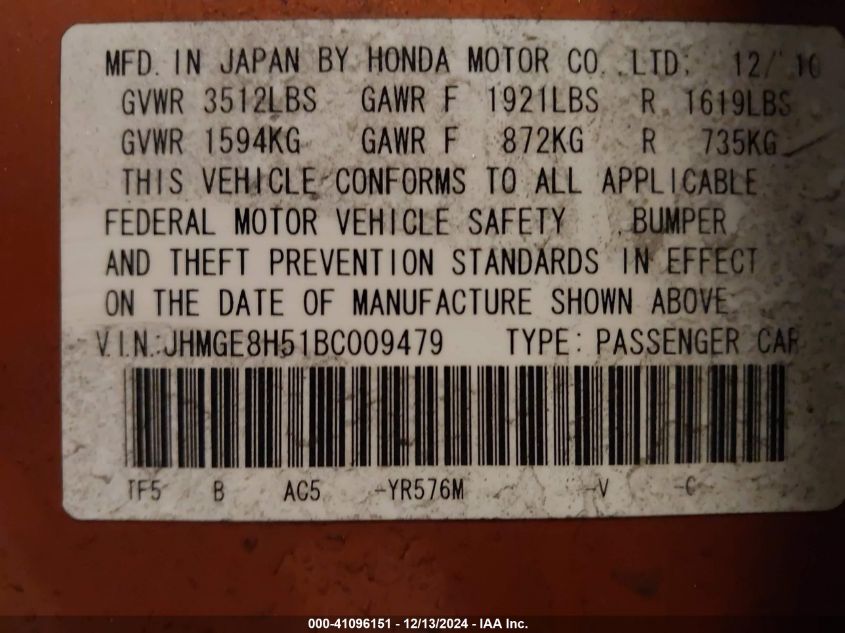 MFD. IN JAPAN BY HONDA MOTOR CO., LTD. 12/'10
GVWR 3512LBS GAWR F 1921LBS R 1619LBS
GVWR 1594KG GAWR F 872KG R 735KG
THIS VEHICLE CONFORMS TO ALL APPLICABLE
FEDERAL MOTOR VEHICLE SAFETY , BUMPER
AND THEFT PREVENTION STANDARDS IN EFFECT
ON THE DATE OF MANUFACTURE SHOWN ABOVE
V.I.N.:JHMGE8H51BC009479 TYPE: PASSENGER CAR
TF5 B AC5 -YR576M -V -C-
000-41096151 - 12/13/2024 - IAA Inc.